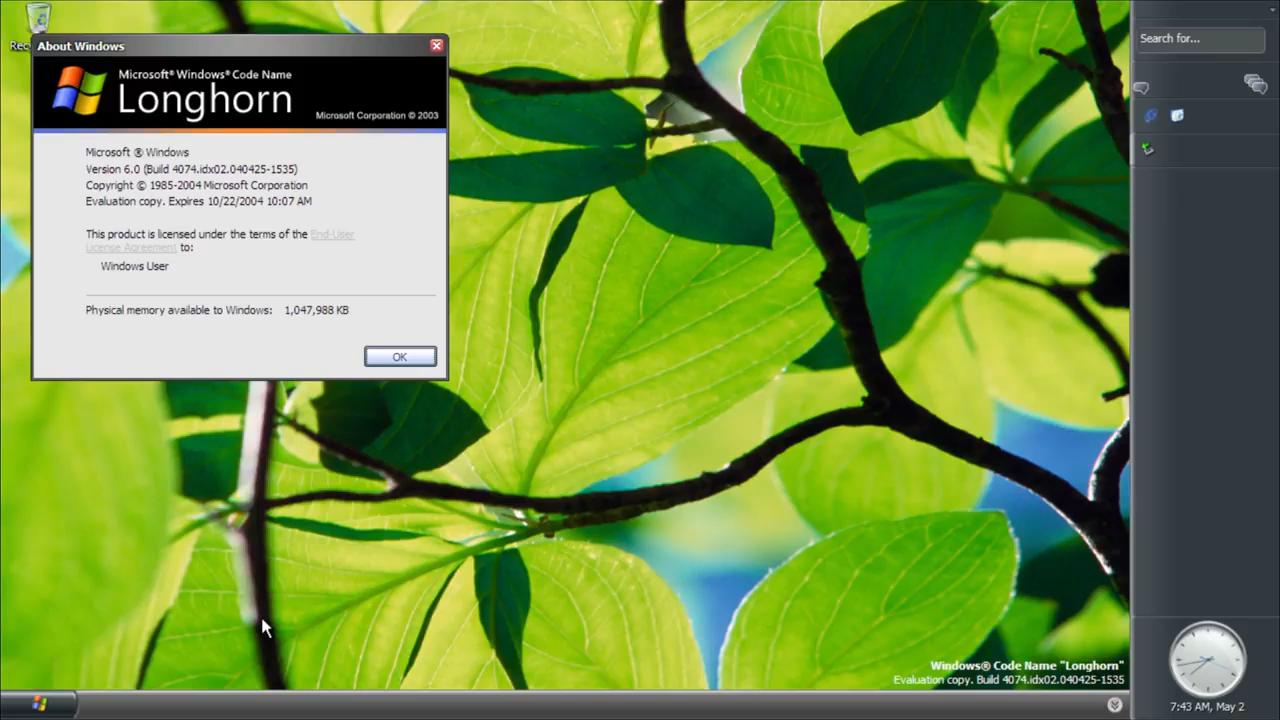 Search for...
About Windows
Microsoft® Windows® Code Name
Longhorn
Microsoft Corporation © 2003
Microsoft ® Windows
Version 6.0 (Build 4074.idx02.040425-1535)
Copyright © 1985-2004 Microsoft Corporation
Evaluation copy. Expires 10/22/2004 10:07 AM
This product is licensed under the terms of the End-User
License Agreement to:
Windows User
Physical memory available to Windows: 1,047,988 KB
OK
Windows® Code Name "Longhorn"
Evaluation copy. Build 4074.idx02.040425-1535
7:43 AM, May 2